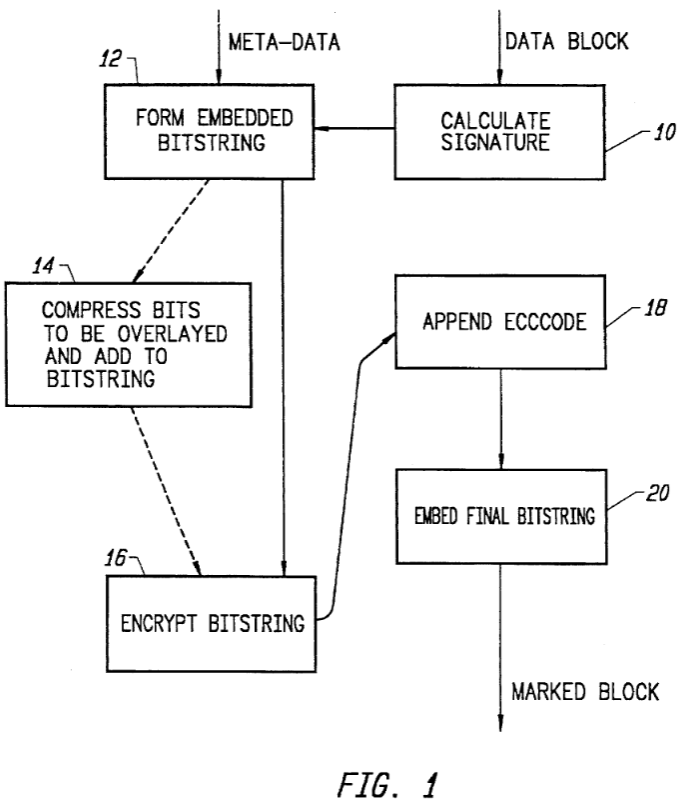 META-DATA
DATA BLOCK
12
FORM EMBEDDED
BITSTRING
CALCULATE
SIGNATURE
10
14
COMPRESS BITS
TO BE OVERLAYED
AND ADD TO
BITSTRING
APPEND ECCCODE
18
EMBED FINAL BITSTRING
20
16
ENCRYPT BITSTRING
MARKED BLOCK
FIG. 1